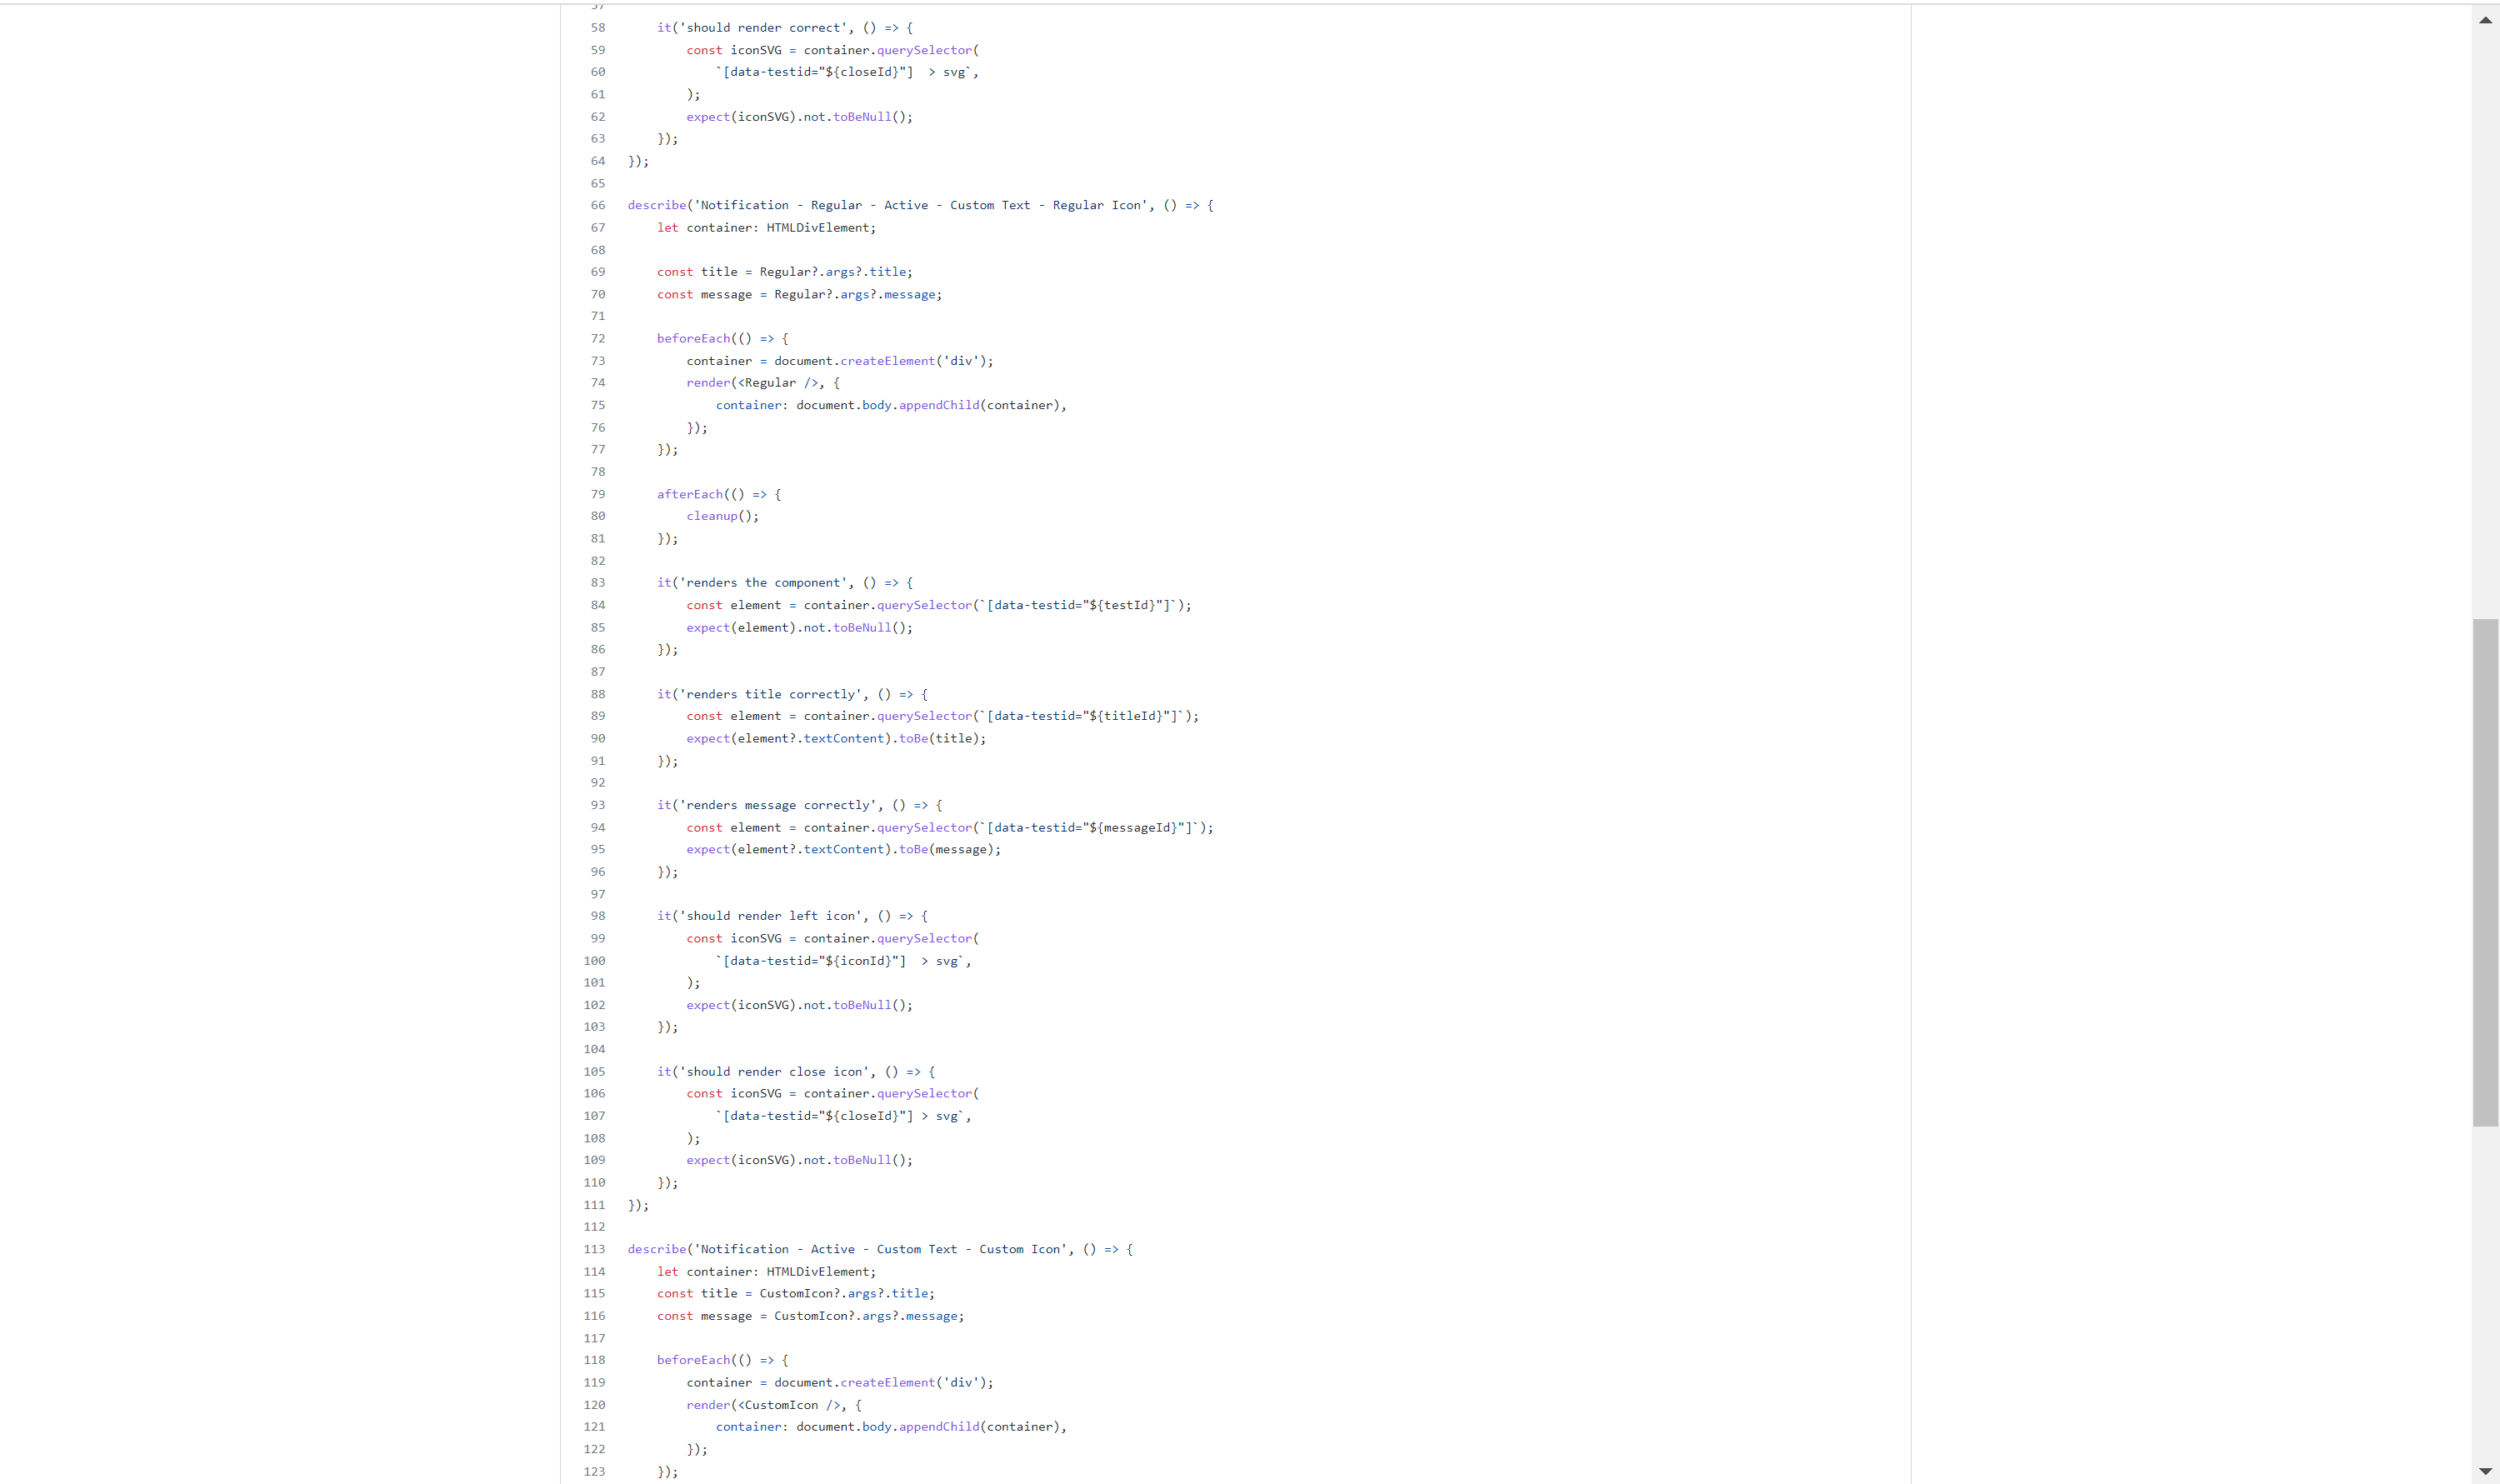 57
58 it('should render correct', () => {
59 const iconSVG = container.querySelector(
60 `[data-testid="${closeId}"]  > svg`,
61 );
62 expect(iconSVG).not.toBeNull();
63 });
64 });
65
66 describe('Notification - Regular - Active - Custom Text - Regular Icon', () => {
67 let container: HTMLDivElement;
68
69 const title = Regular?.args?.title;
70 const message = Regular?.args?.message;
71
72 beforeEach(() => {
73 container = document.createElement('div');
74 render(<Regular />, {
75 container: document.body.appendChild(container),
76 });
77 });
78
79 afterEach(() => {
80 cleanup();
81 });
82
83 it('renders the component', () => {
84 const element = container.querySelector(`[data-testid="${testId}"]`);
85 expect(element).not.toBeNull();
86 });
87
88 it('renders title correctly', () => {
89 const element = container.querySelector(`[data-testid="${titleId}"]`);
90 expect(element?.textContent).toBe(title);
91 });
92
93 it('renders message correctly', () => {
94 const element = container.querySelector(`[data-testid="${messageId}"]`);
95 expect(element?.textContent).toBe(message);
96 });
97
98 it('should render left icon', () => {
99 const iconSVG = container.querySelector(
100 `[data-testid="${iconId}"]  > svg`,
101 );
102 expect(iconSVG).not.toBeNull();
103 });
104
105 it('should render close icon', () => {
106 const iconSVG = container.querySelector(
107 `[data-testid="${closeId}"] > svg`,
108 );
109 expect(iconSVG).not.toBeNull();
110 });
111 });
112
113 describe('Notification - Active - Custom Text - Custom Icon', () => {
114 let container: HTMLDivElement;
115 const title = CustomIcon?.args?.title;
116 const message = CustomIcon?.args?.message;
117
118 beforeEach(() => {
119 container = document.createElement('div');
120 render(<CustomIcon />, {
121 container: document.body.appendChild(container),
122 });
123 });